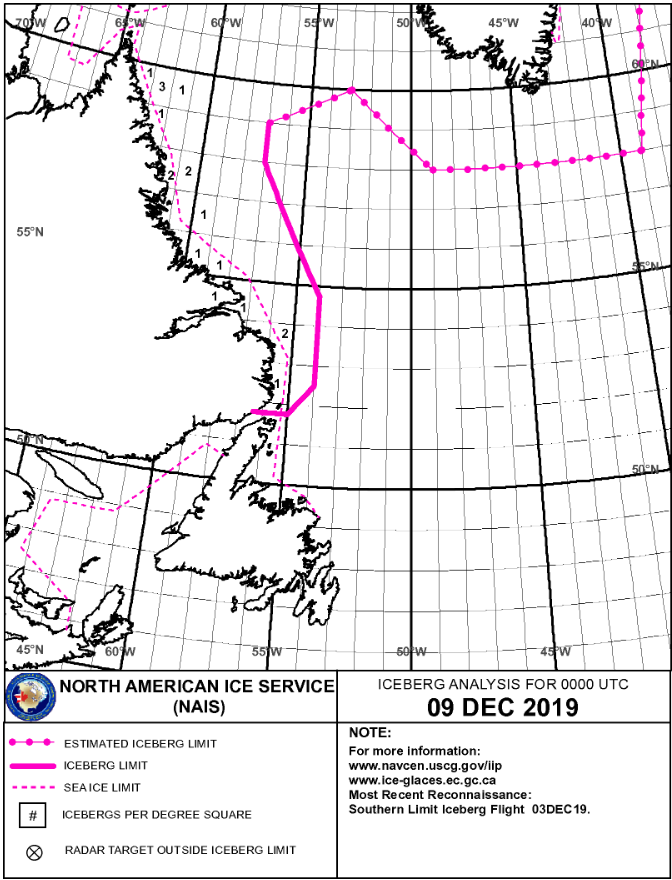 70°W 65°W 60°W 55°W 50°W 45°W 40°W
60°N 60°N
1
3 1
1
2 2
1
55°N
1
1
55°N
1
1
2
1
50°N
50°N
45°N 60°W 55°W 50°W 45°W
NORTH AMERICAN ICE SERVICE
(NAIS)
ICEBERG ANALYSIS FOR 0000 UTC
09 DEC 2019
ESTIMATED ICEBERG LIMIT
ICEBERG LIMIT
SEA ICE LIMIT
# ICEBERGS PER DEGREE SQUARE
RADAR TARGET OUTSIDE ICEBERG LIMIT
NOTE:
For more information:
www.navcen.uscg.gov/iip
www.ice-glaces.ec.gc.ca
Most Recent Reconnaissance:
Southern Limit Iceberg Flight 03DEC19.